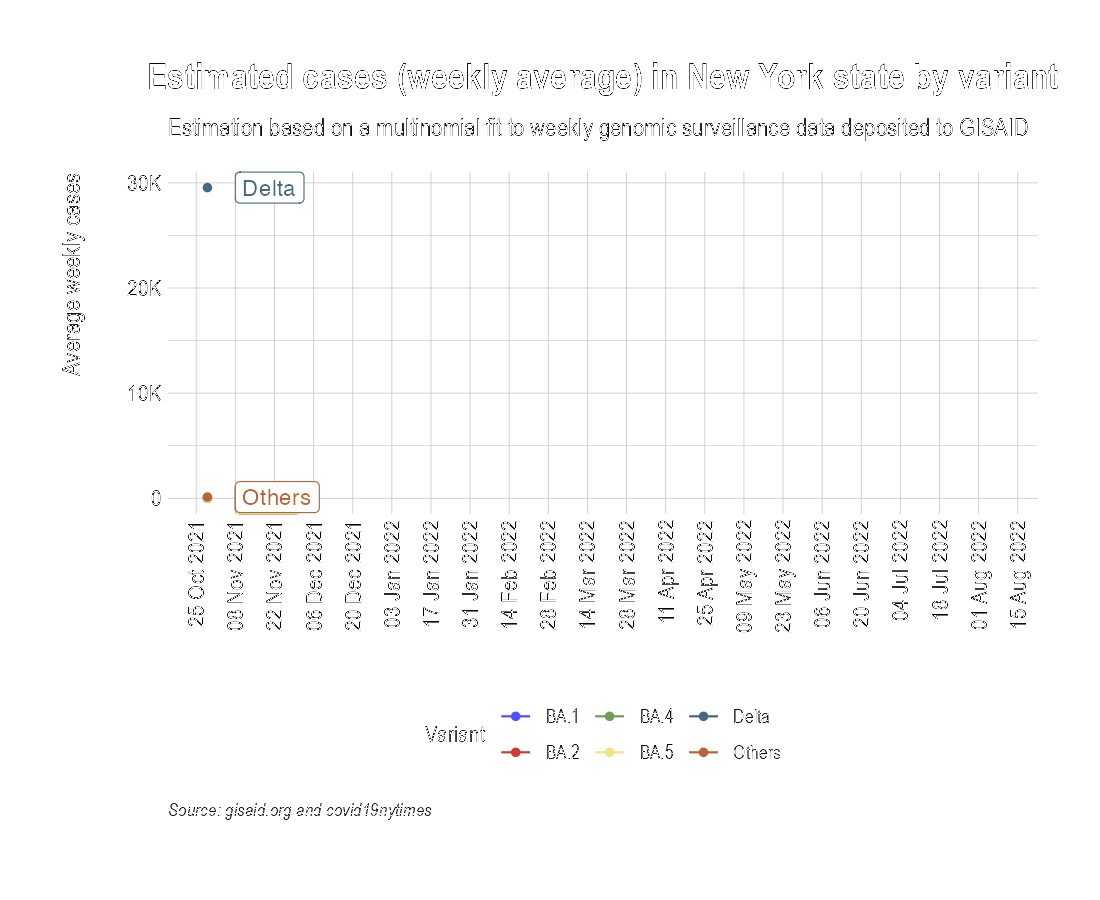 Estimated cases (weekly average) in New York state by variant
Estimation based on a multinomial fit to weekly genomic surveillance data deposited to GISAID
Average weekly cases
30K
20K
10K
0
Delta
Others
25 Oct 2021
08 Nov 2021
22 Nov 2021
06 Dec 2021
20 Dec 2021
03 Jan 2022
17 Jan 2022
31 Jan 2022
14 Feb 2022
28 Feb 2022
14 Mar 2022
28 Mar 2022
11 Apr 2022
25 Apr 2022
09 May 2022
23 May 2022
06 Jun 2022
20 Jun 2022
04 Jul 2022
18 Jul 2022
01 Aug 2022
15 Aug 2022
Variant
BA.1 BA.4 Delta
BA.2 BA.5 Others
Source: gisaid.org and covid19nytimes